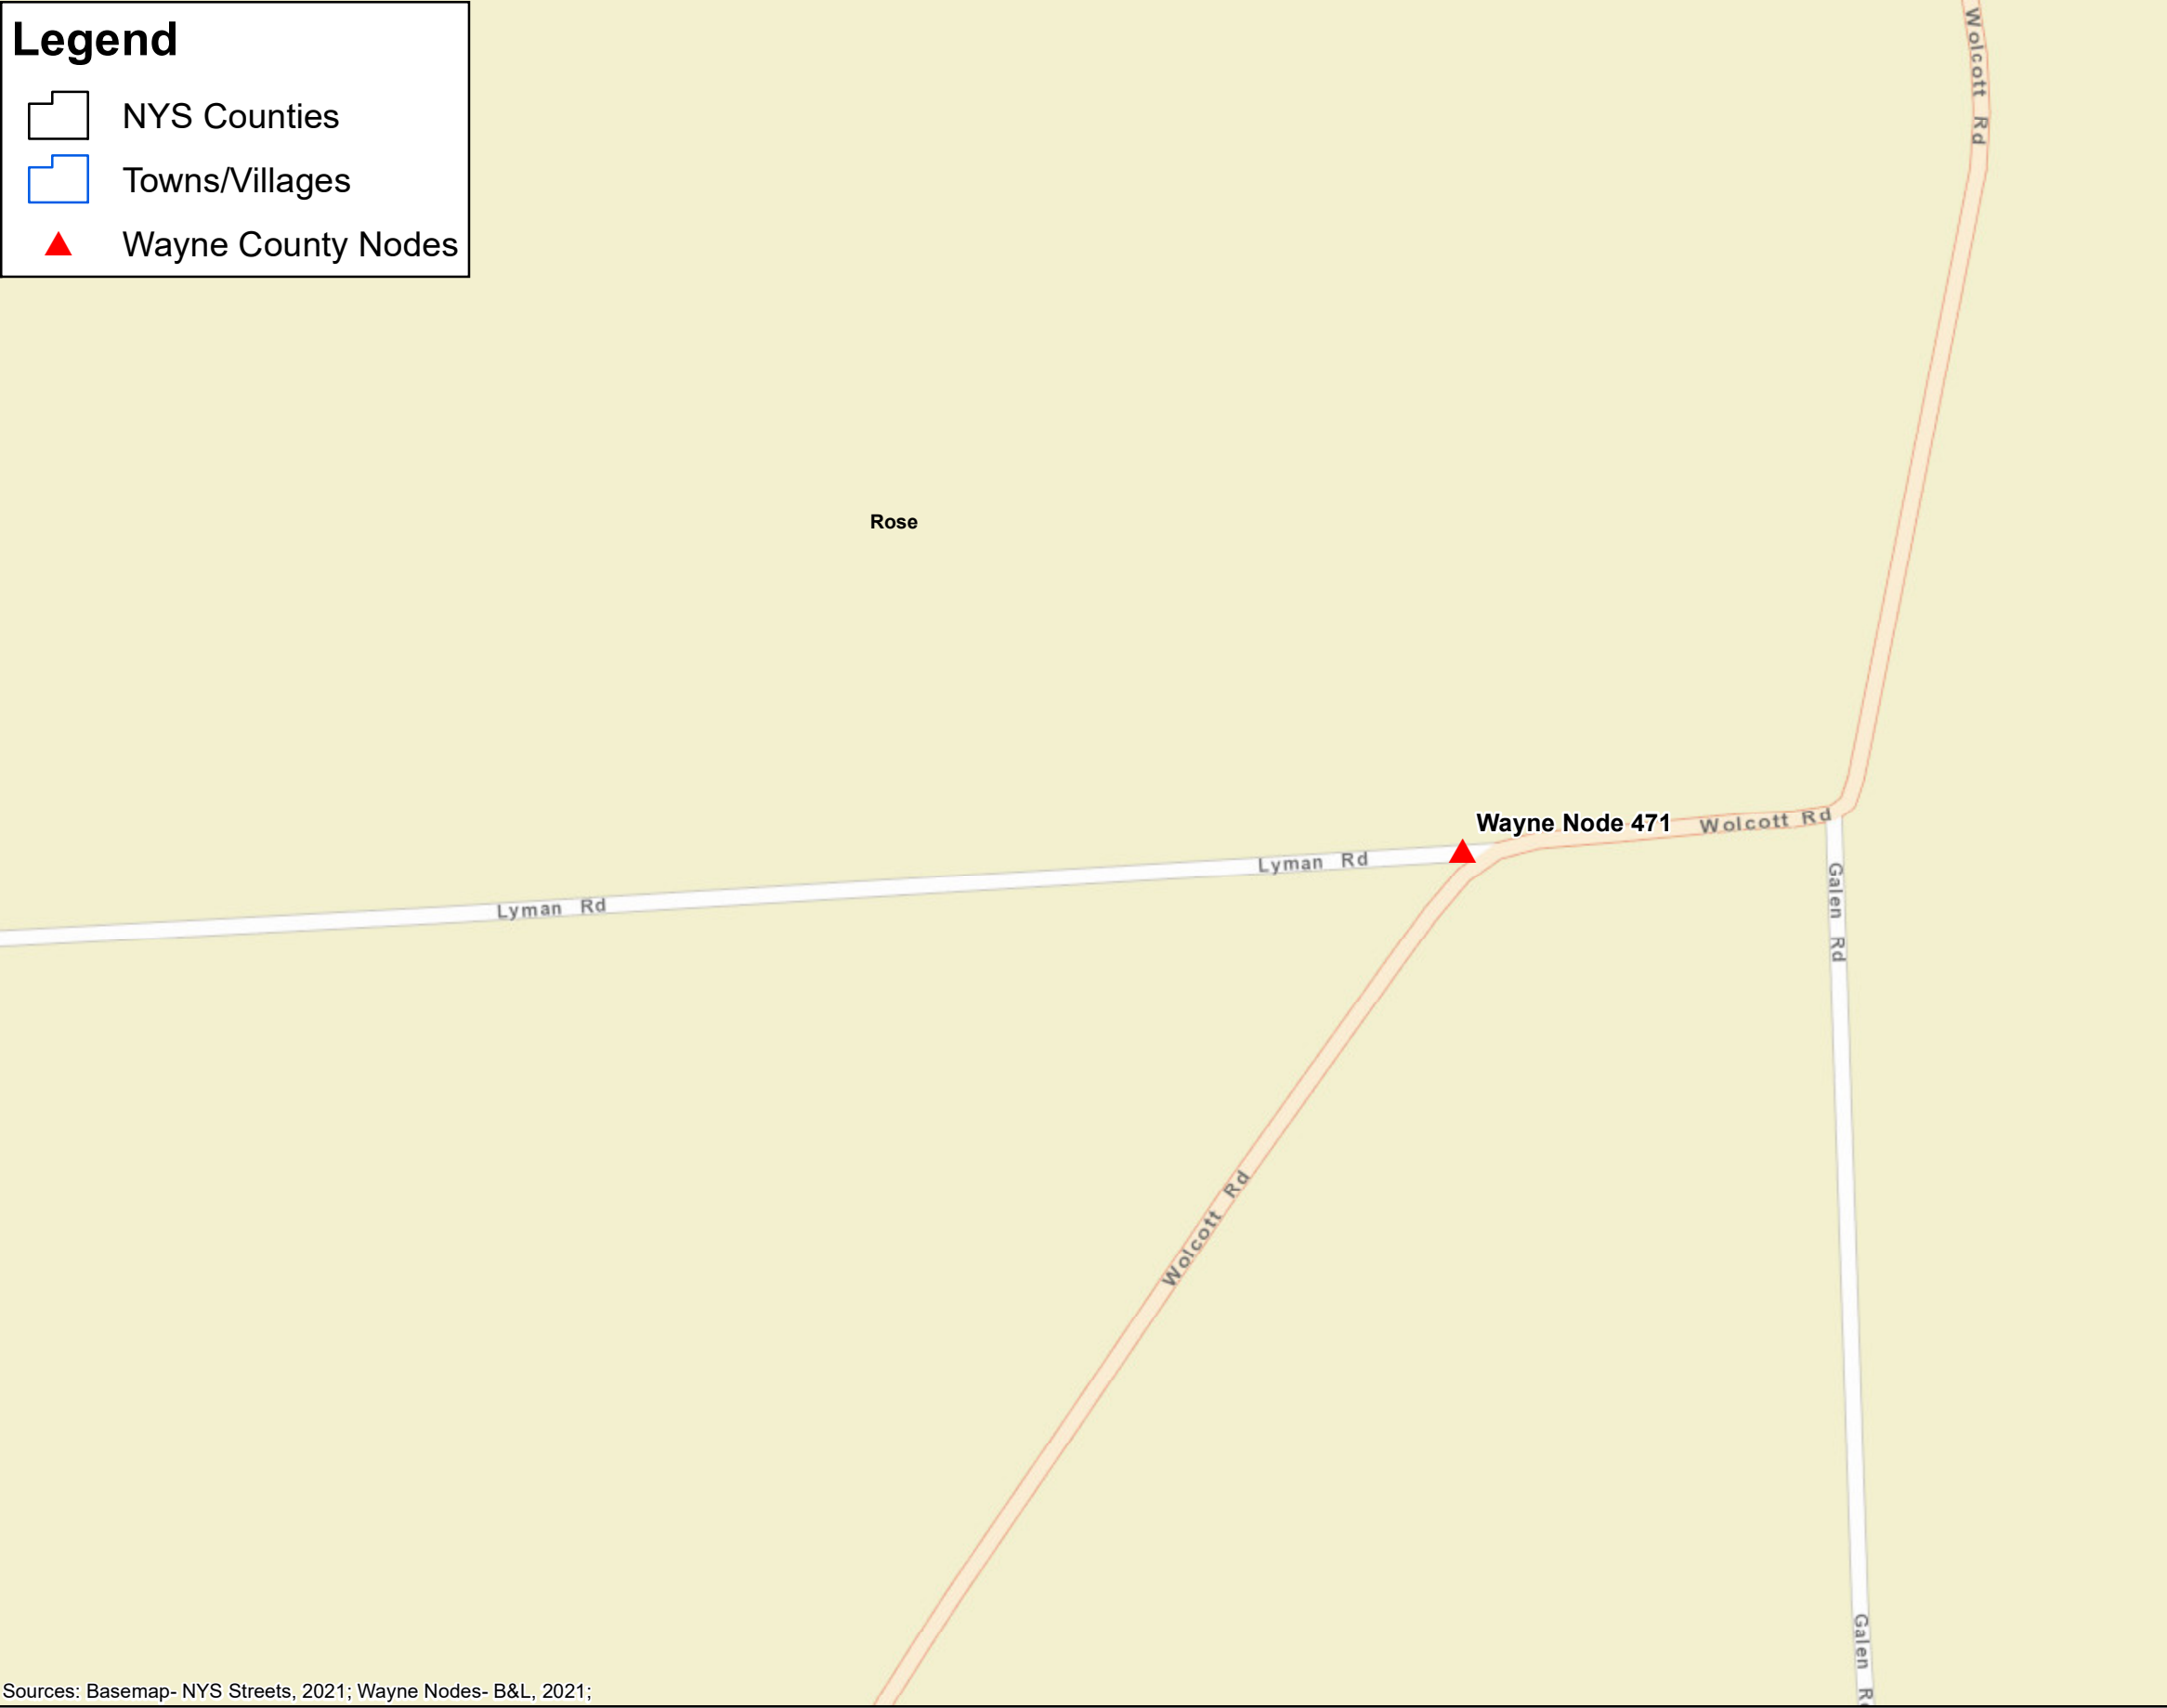 Legend
NYS Counties
Towns/Villages
Wayne County Nodes
Wolcott Rd
Rose
Wayne Node 471
Wolcott Rd
Lyman Rd
Lyman Rd
Galen Rd
Wolcott Rd
Galen Rd
Sources: Basemap- NYS Streets, 2021; Wayne Nodes- B&L, 2021;